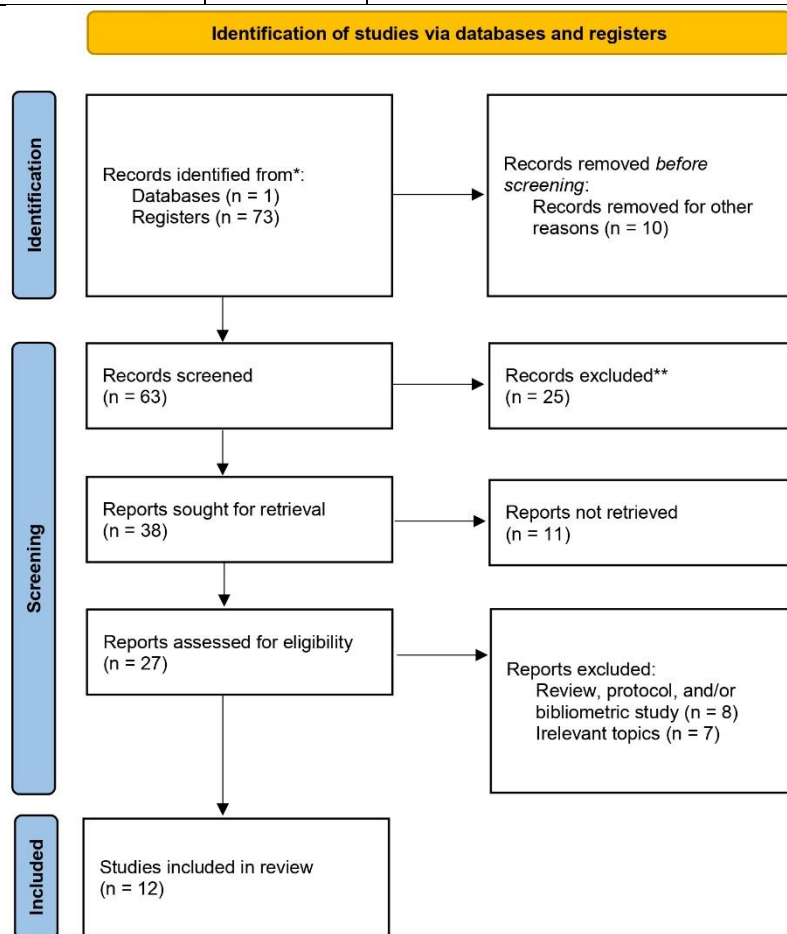 Identification of studies via databases and registers
Identification
Records identified from*:
Databases (n = 1)
Registers (n = 73)
Records removed before
screening:
Records removed for other
reasons (n = 10)
Screening
Records screened
(n = 63)
Records excluded**
(n = 25)
Reports sought for retrieval
(n = 38)
Reports not retrieved
(n = 11)
Reports assessed for eligibility
(n = 27)
Reports excluded:
Review, protocol, and/or
bibliometric study (n = 8)
Irelevant topics (n = 7)
Included
Studies included in review
(n = 12)